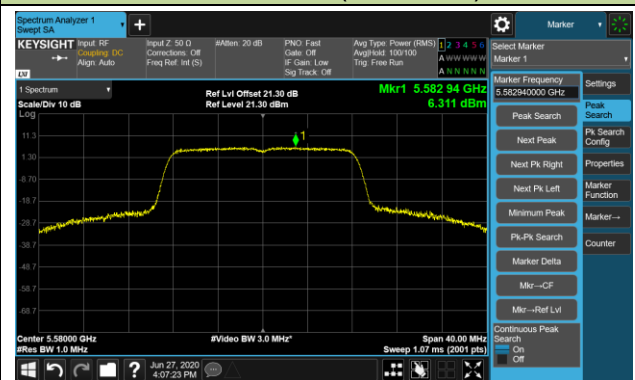 Spectrum Analyzer 1
Swept SA
+
Marker
KEYSIGHT
Input: RF
Coupling: DC
Align: Auto
Input Z: 50 Ω
Corrections: Off
Freq Ref: Int (S)
#Atten: 20 dB
PNO: Fast
Gate: Off
IF Gain: Low
Sig Track: Off
Avg Type: Power (RMS)
Avg|Hold: 100/100
Trig: Free Run
1 2 3 4 5 6
A W W W W W
A N N N N N
LXI
Select Marker
Marker 1
1 Spectrum
Scale/Div 10 dB
Log
Ref Lvl Offset 21.30 dB
Ref Level 21.30 dBm
Mkr1 5.582 94 GHz
6.311 dBm
Marker Frequency
5.582940000 GHz
Peak Search
Next Peak
Next Pk Right
Next Pk Left
Minimum Peak
Pk-Pk Search
Marker Delta
Mkr→CF
Mkr→Ref Lvl
Continuous Peak
Search
On
Off
Settings
Peak
Search
Pk Search
Config
Properties
Marker
Function
Marker→
Counter
1
11.3
1.30
-8.70
-18.7
-28.7
-38.7
-48.7
-58.7
-68.7
Center 5.58000 GHz
#Res BW 1.0 MHz
#Video BW 3.0 MHz*
Span 40.00 MHz
Sweep 1.07 ms (2001 pts)
?
Jun 27, 2020
4:07:23 PM